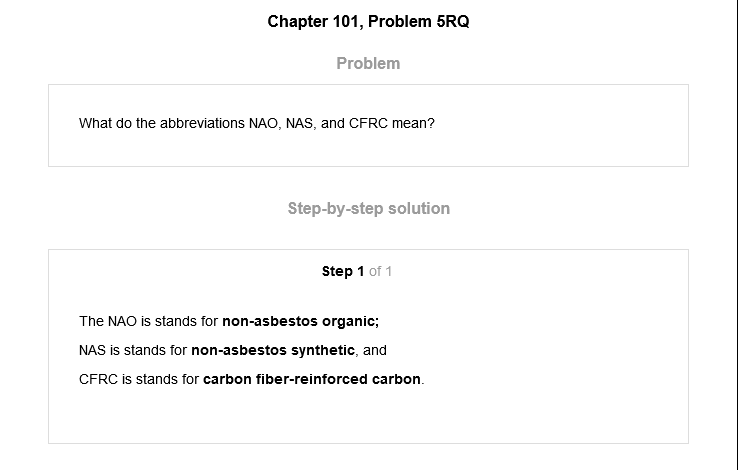 Chapter 101, Problem 5RQ
Problem
What do the abbreviations NAO, NAS, and CFRC mean?
Step-by-step solution
Step 1 of 1
The NAO is stands for non-asbestos organic;
NAS is stands for non-asbestos synthetic, and
CFRC is stands for carbon fiber-reinforced carbon.